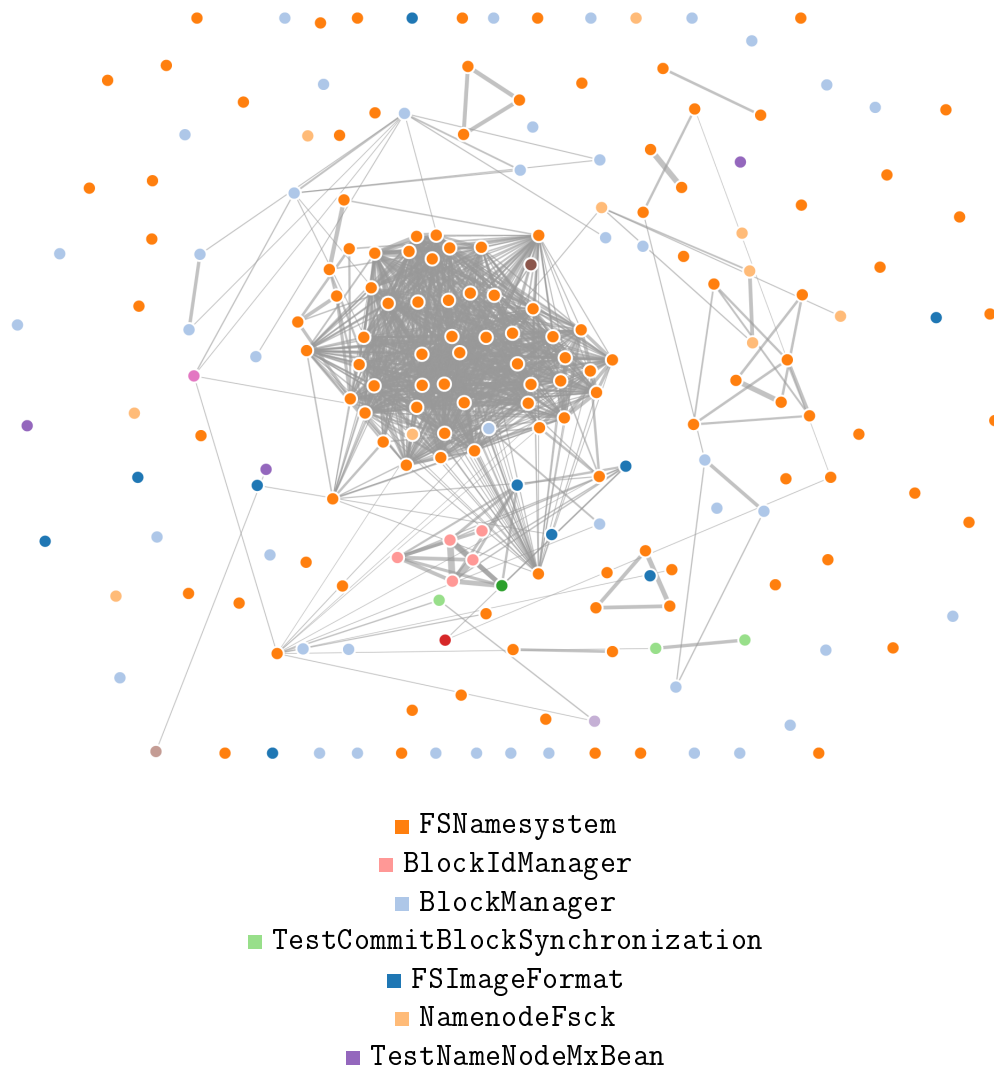 FSNamesystem
BlockIdManager
BlockManager
TestCommitBlockSynchronization
FSImageFormat
NamenodeFsck
TestNameNodeMxBean